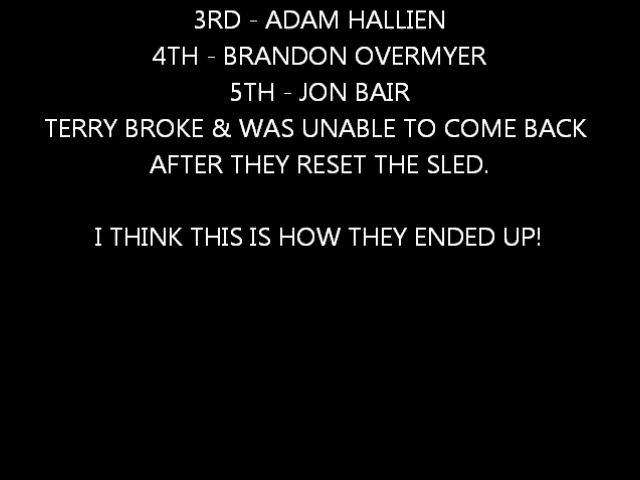 3RD - ADAM HALLIEN
4TH - BRANDON OVERMYER
5TH - JON BAIR
TERRY BROKE & WAS UNABLE TO COME BACK
AFTER THEY RESET THE SLED.
I THINK THIS IS HOW THEY ENDED UP!